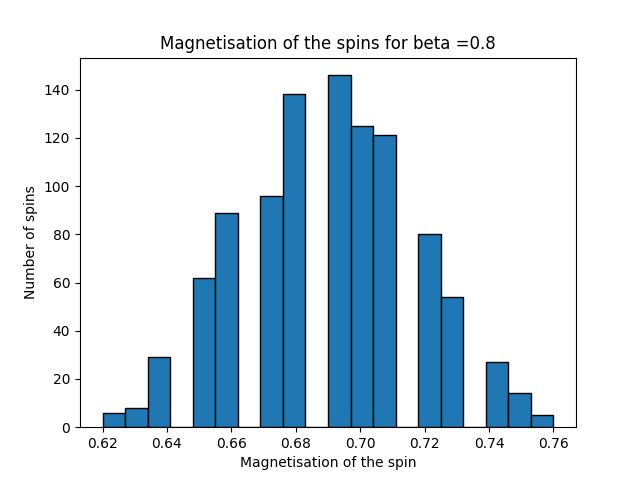 Magnetisation of the spins for beta =0.8
140
120
100
80
60
40
20
0
Number of spins
0.62 0.64 0.66 0.68 0.70 0.72 0.74 0.76
Magnetisation of the spin